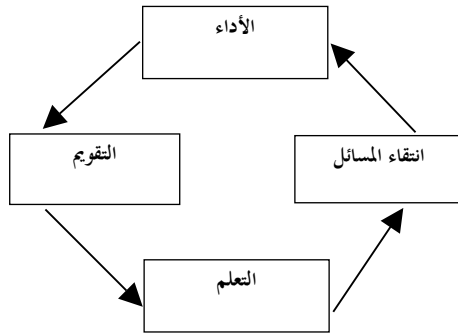 الأداء
انتقاء المسائل
التقويم
التعلم